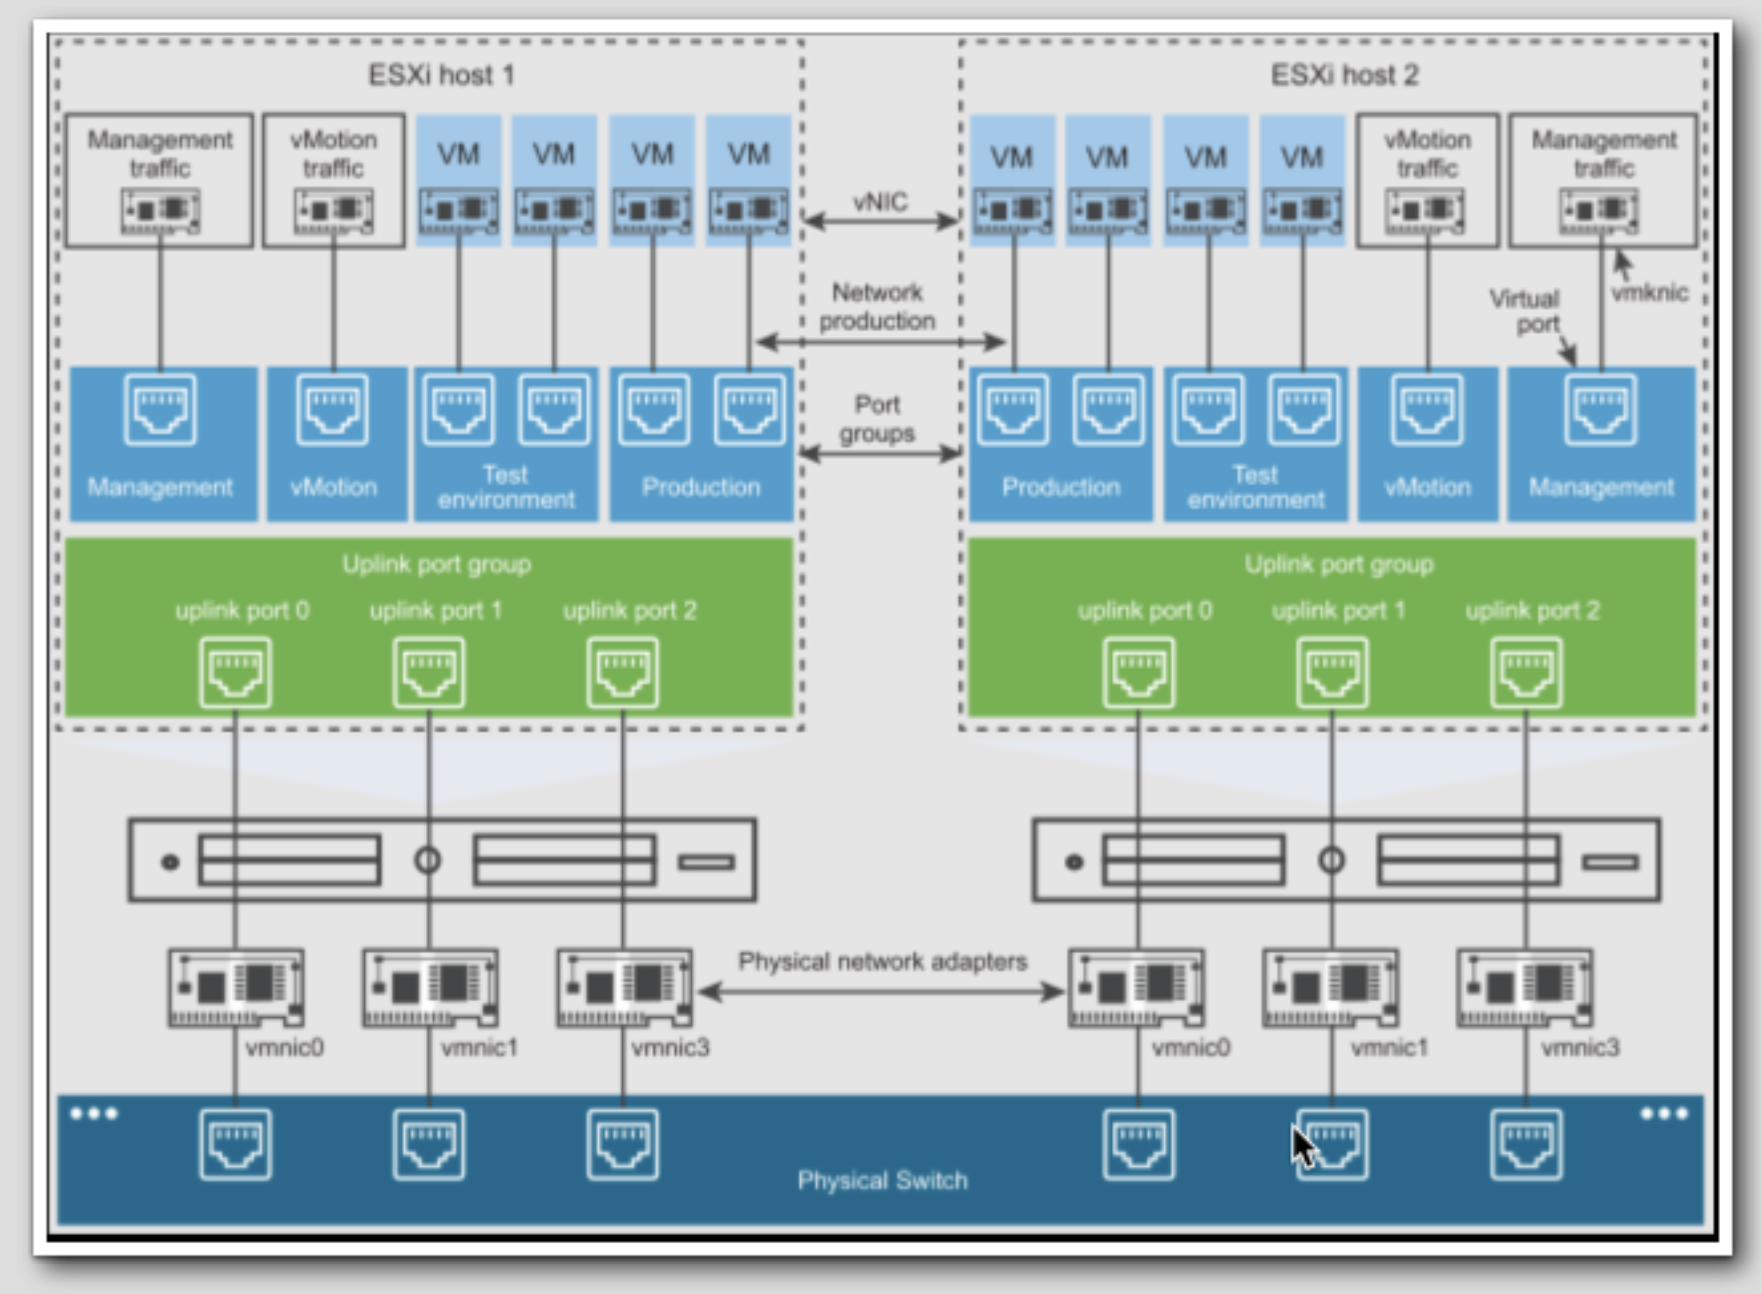 ESXi host 1
ESXi host 2
Management
traffic
vMotion
traffic
VM
VM
VM
VM
vNIC
VM
VM
VM
VM
vMotion
traffic
Management
traffic
Network
production
Virtual
port
vmknic
Port
groups
Management
vMotion
Test
environment
Production
Production
Test
environment
vMotion
Management
Uplink port group
uplink port 0
uplink port 1
uplink port 2
Uplink port group
uplink port 0
uplink port 1
uplink port 2
Physical network adapters
vmnic0
vmnic1
vmnic3
vmnic0
vmnic1
vmnic3
Physical Switch